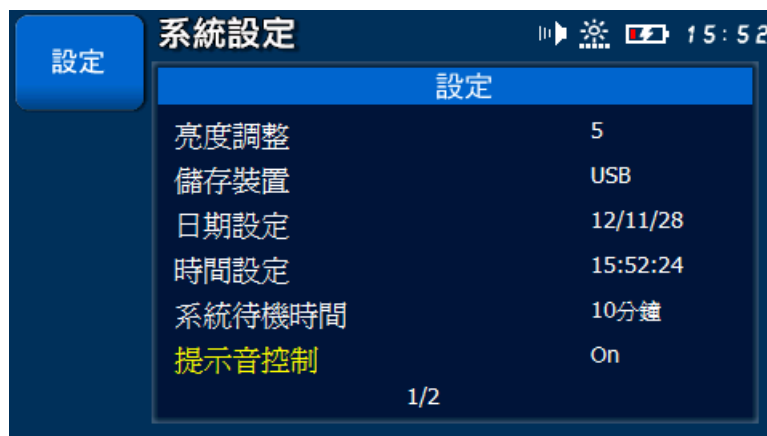 設定
系統設定
15:52
設定
亮度調整 5
儲存裝置 USB
日期設定 12/11/28
時間設定 15:52:24
系統待機時間 10分鐘
提示音控制 On
1/2